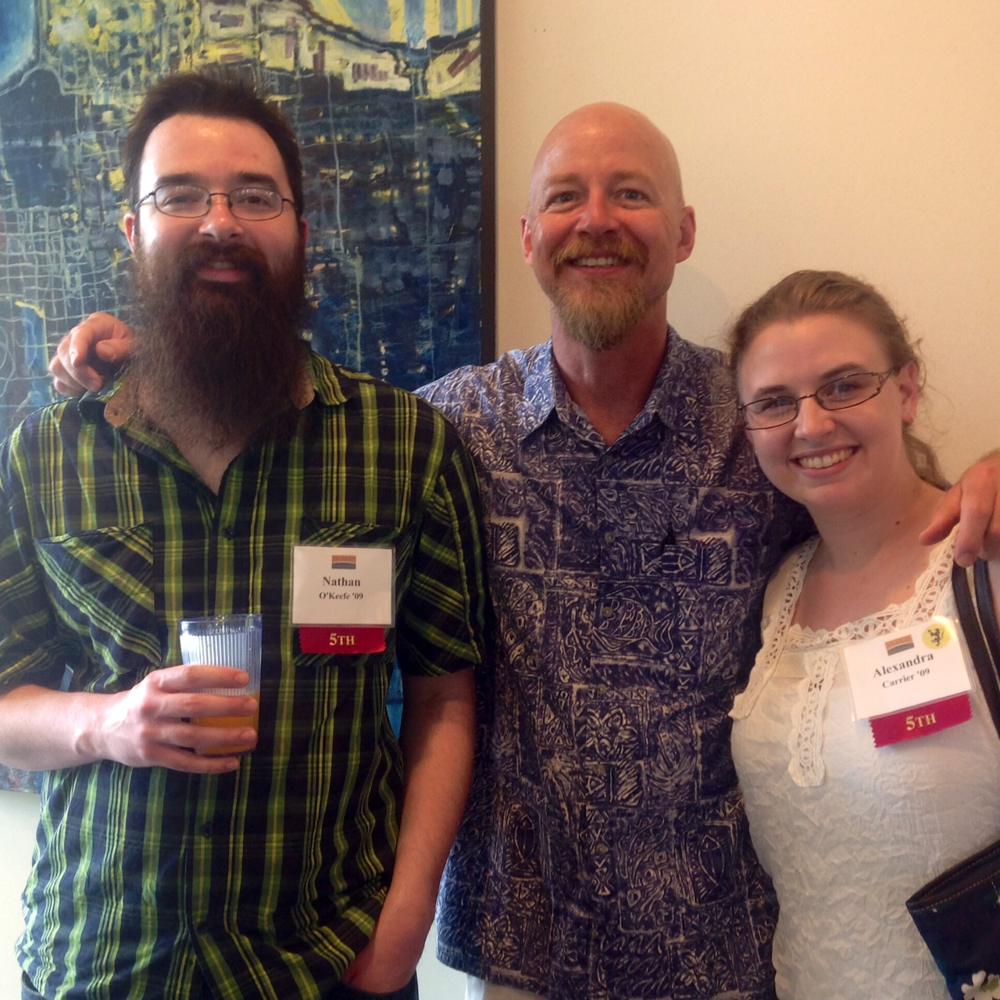 Nathan
O'Keefe '09
5TH
Alexandra
Carrier '09
5TH